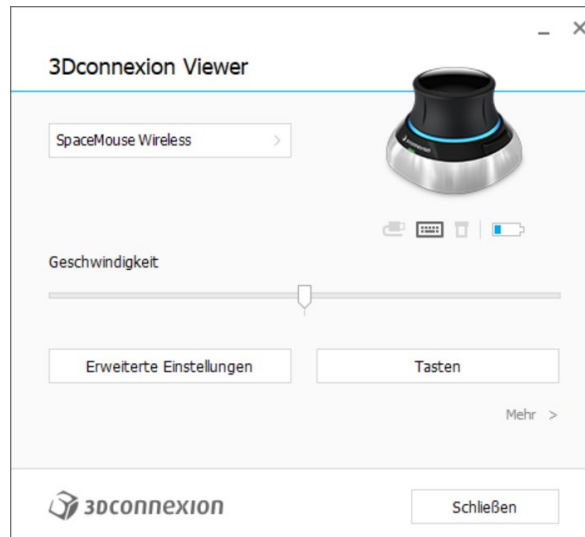 3Dconnexion Viewer
SpaceMouse Wireless >
Geschwindigkeit
Erweiterte Einstellungen
Tasten
Mehr >
3Dconnexion
Schließen